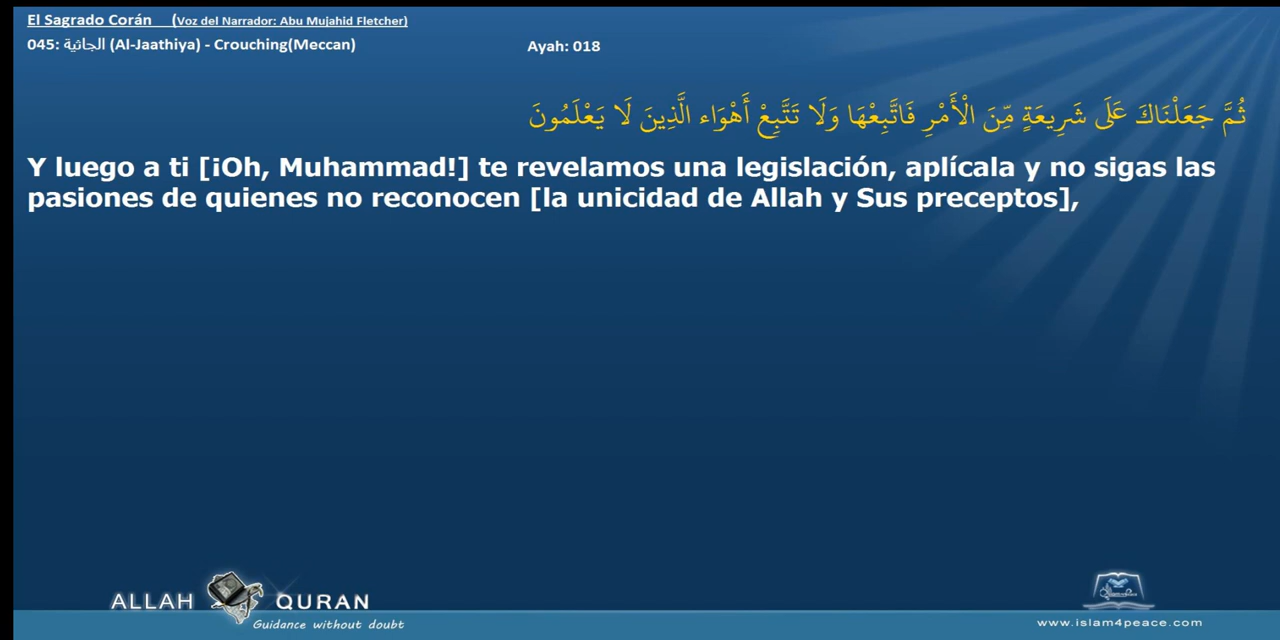 El Sagrado Corán (Voz del Narrador: Abu Mujahid Fletcher)
045: الجاثية (Al-Jaathiya) - Crouching(Meccan) Ayah: 018
ثُمَّ جَعَلْنَاكَ عَلَى شَرِيعَةٍ مِّنَ الْأَمْرِ فَاتَّبِعْهَا وَلَا تَتَّبِعْ أَهْوَاء الَّذِينَ لَا يَعْلَمُونَ
Y luego a ti [¡Oh, Muhammad!] te revelamos una legislación, aplícala y no sigas las
pasiones de quienes no reconocen [la unicidad de Allah y Sus preceptos],
ALLAH QURAN
Guidance without doubt
www.islam4peace.com